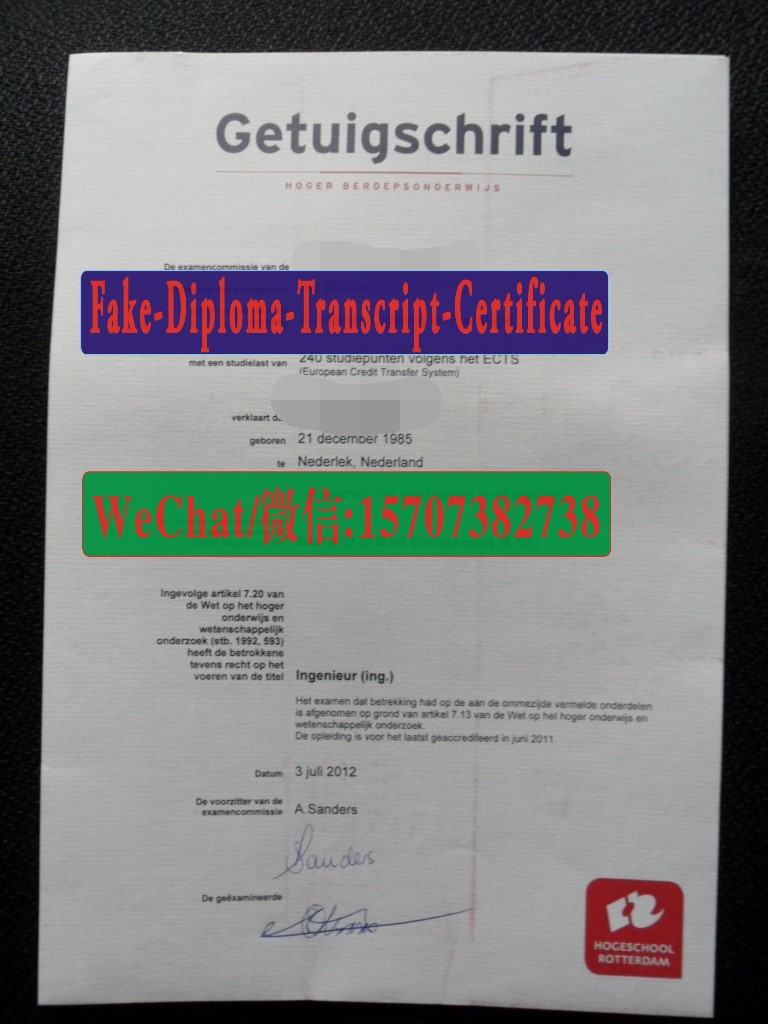 Getuigschrift
HOGER BEROEPSONDERWIJS
De examencommissie van de
Fake-Diploma-Transcript-Certificate
met een studielast van
240 studiepunten volgens het ECTS
(European Credit Transfer System)
verklaart
geboren 21 december 1985
te Nederlek, Nederland
WeChat/微信:15707382738
Ingevolge artikel 7.20 van
de Wet op het hoger
onderwijs en
wetenschappelijk
onderzoek (stb. 1992, 593)
heeft de betrokkene
tevens recht op het
voeren van de titel Ingenieur (ing.)
Het examen dat betrekking had op de aan de ommezijde vermelde onderdelen
is afgenomen op grond van artikel 7.13 van de Wet op het hoger onderwijs en
wetenschappelijk onderzoek.
De opleiding is voor het laatst geaccrediteerd in juni 2011.
Datum 3 juli 2012
De voorzitter van de
examencommissie A.Sanders
Sanders
De geëxamineerde
HOGESCHOOL
ROTTERDAM